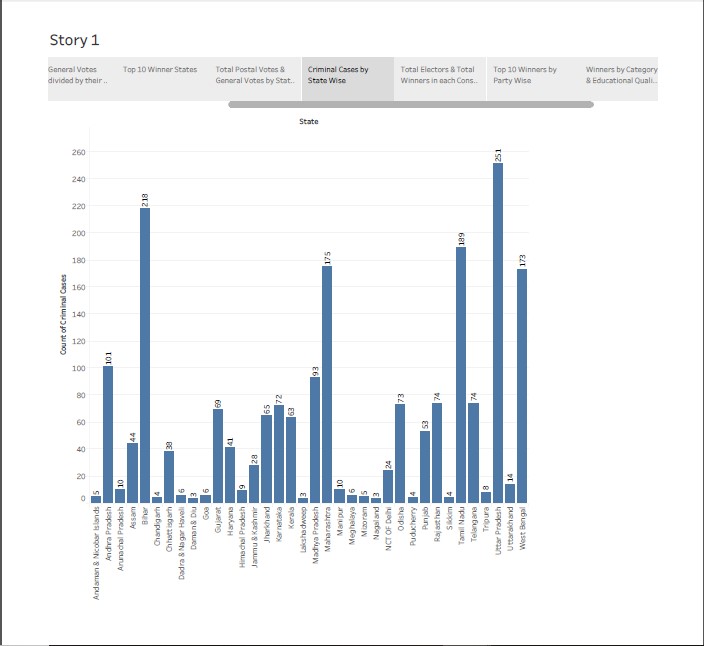 Story 1
General Votes
divided by their ..
Top 10 Winner States
Total Postal Votes &
General Votes by Stat..
Criminal Cases by
State Wise
Total Electors & Total
Winners in each Cons..
Top 10 Winners by
Party Wise
Winners by Category
& Educational Quali..
State
260
240
220
200
180
160
140
120
100
80
60
40
20
0
Count of Criminal Cases
5
101
10
44
218
4
38
6
3
6
69
41
9
28
65
72
63
3
93
175
10
6
5
3
24
73
4
53
74
4
189
74
8
251
14
173
Andaman & Nicobar Islands
Andhra Pradesh
Arunachal Pradesh
Assam
Bihar
Chandigarh
Chhattisgarh
Dadra & Nagar Haveli
Daman & Diu
Goa
Gujarat
Haryana
Himachal Pradesh
Jammu & Kashmir
Jharkhand
Karnataka
Kerala
Lakshadweep
Madhya Pradesh
Maharashtra
Manipur
Meghalaya
Mizoram
Nagaland
NCT OF Delhi
Odisha
Puducherry
Punjab
Rajasthan
Sikkim
Tamil Nadu
Telangana
Tripura
Uttar Pradesh
Uttarakhand
West Bengal